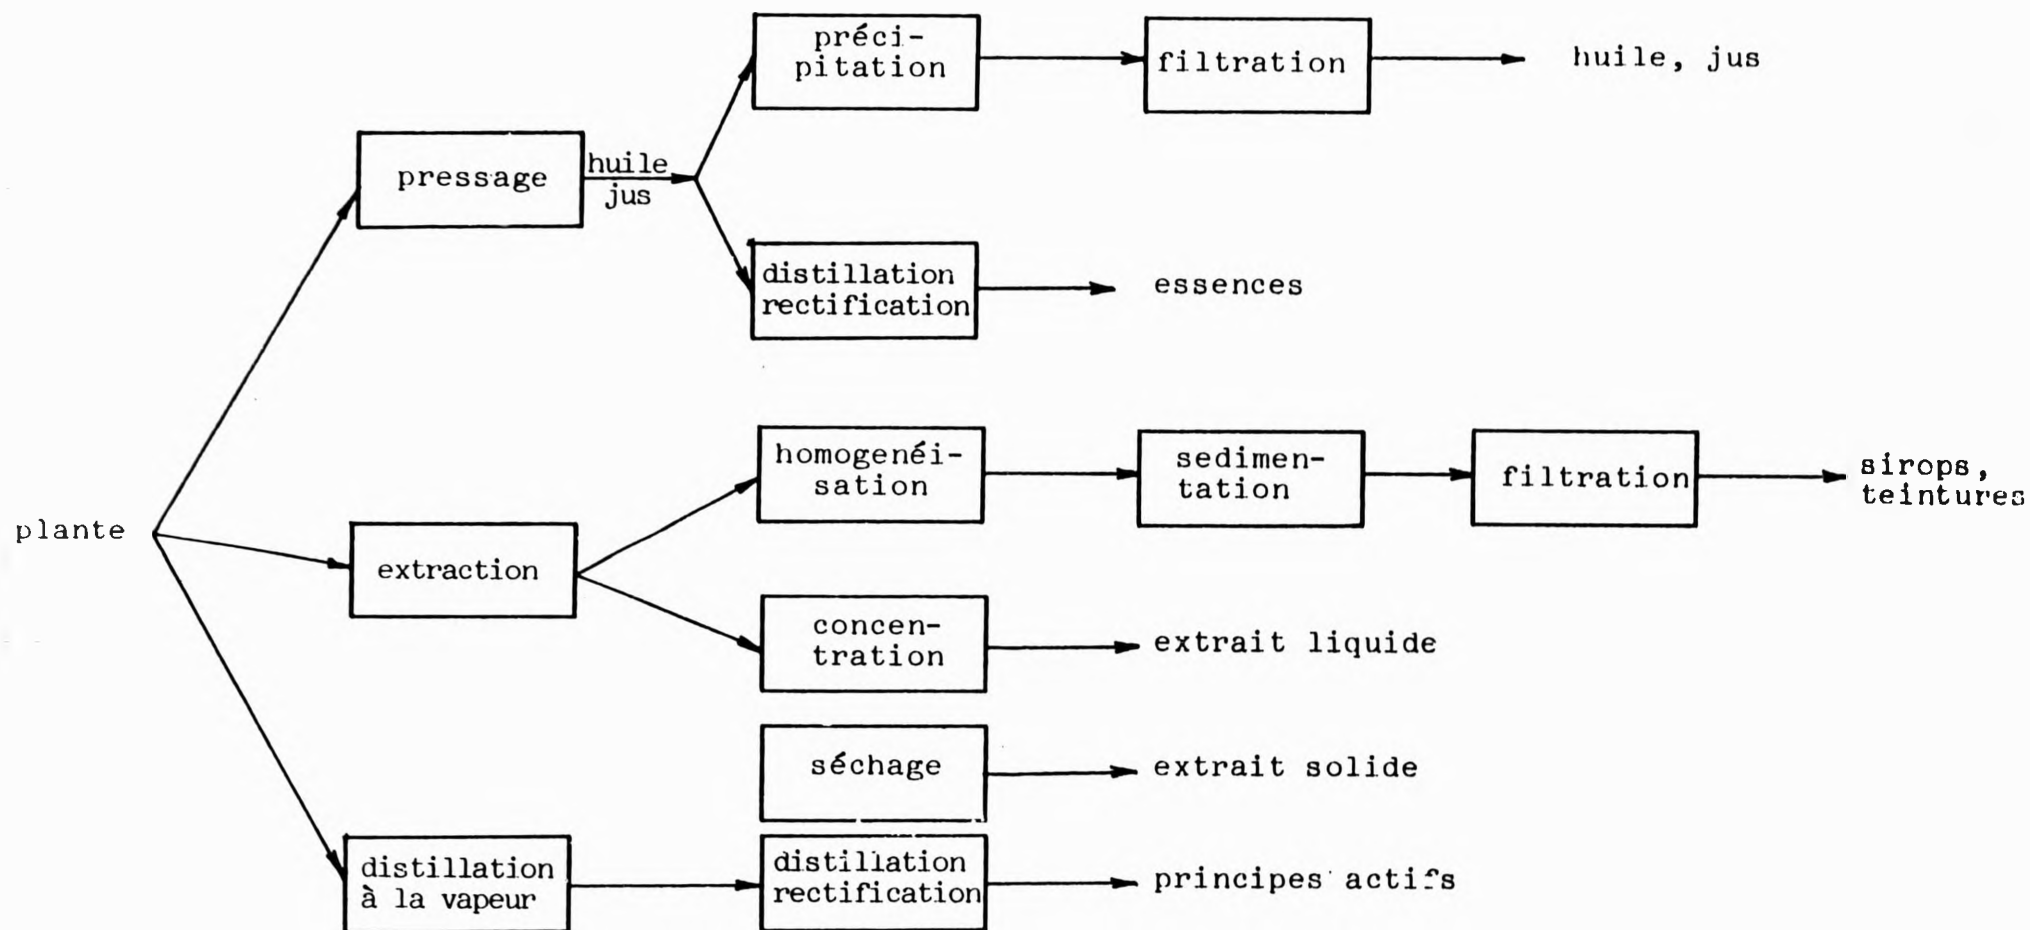 préci-
pitation
filtration
huile, jus
pressage
huile
jus
distillation
rectification
essences
homogenéi-
sation
sedimen-
tation
filtration
sirops,
teintures
plante
extraction
concen-
tration
extrait liquide
séchage
extrait solide
distillation
à la vapeur
distillation
rectification
principes actifs